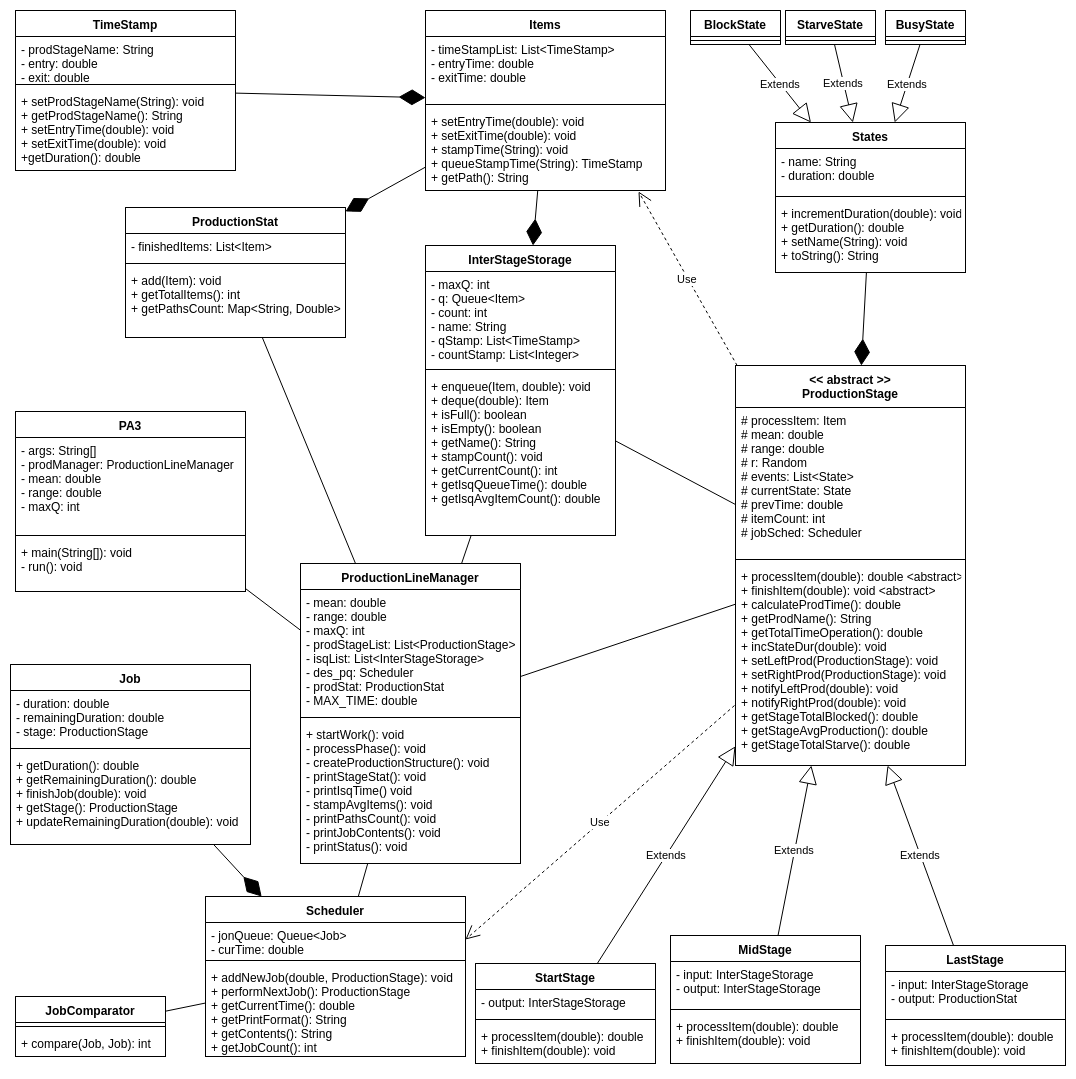 TimeStamp
- prodStageName: String
- entry: double
- exit: double
+ setProdStageName(String): void
+ getProdStageName(): String
+ setEntryTime(double): void
+ setExitTime(double): void
+getDuration(): double
Items
- timeStampList: List<TimeStamp>
- entryTime: double
- exitTime: double
+ setEntryTime(double): void
+ setExitTime(double): void
+ stampTime(String): void
+ queueStampTime(String): TimeStamp
+ getPath(): String
BlockState
StarveState
BusyState
Extends
Extends
Extends
States
- name: String
- duration: double
+ incrementDuration(double): void
+ getDuration(): double
+ setName(String): void
+ toString(): String
ProductionStat
- finishedItems: List<Item>
+ add(Item): void
+ getTotalItems(): int
+ getPathsCount: Map<String, Double>
InterStageStorage
- maxQ: int
- q: Queue<Item>
- count: int
- name: String
- qStamp: List<TimeStamp>
- countStamp: List<Integer>
+ enqueue(Item, double): void
+ deque(double): Item
+ isFull(): boolean
+ isEmpty(): boolean
+ getName(): String
+ stampCount(): void
+ getCurrentCount(): int
+ getIsqQueueTime(): double
+ getIsqAvgItemCount(): double
Use
<< abstract >>
ProductionStage
# processItem: Item
# mean: double
# range: double
# r: Random
# events: List<State>
# currentState: State
# prevTime: double
# itemCount: int
# jobSched: Scheduler
+ processItem(double): double <abstract>
+ finishItem(double): void <abstract>
+ calculateProdTime(): double
+ getProdName(): String
+ getTotalTimeOperation(): double
+ incStateDur(double): void
+ setLeftProd(ProductionStage): void
+ setRightProd(ProductionStage): void
+ notifyLeftProd(double): void
+ notifyRightProd(double): void
+ getStageTotalBlocked(): double
+ getStageAvgProduction(): double
+ getStageTotalStarve(): double
PA3
- args: String[]
- prodManager: ProductionLineManager
- mean: double
- range: double
- maxQ: int
+ main(String[]): void
- run(): void
ProductionLineManager
- mean: double
- range: double
- maxQ: int
- prodStageList: List<ProductionStage>
- isqList: List<InterStageStorage>
- des_pq: Scheduler
- prodStat: ProductionStat
- MAX_TIME: double
+ startWork(): void
- processPhase(): void
- createProductionStructure(): void
- printStageStat(): void
- printIsqTime() void
- stampAvgItems(): void
- printPathsCount(): void
- printJobContents(): void
- printStatus(): void
Job
- duration: double
- remainingDuration: double
- stage: ProductionStage
+ getDuration(): double
+ getRemainingDuration(): double
+ finishJob(double): void
+ getStage(): ProductionStage
+ updateRemainingDuration(double): void
Use
Extends
Extends
Extends
Scheduler
- jonQueue: Queue<Job>
- curTime: double
+ addNewJob(double, ProductionStage): void
+ performNextJob(): ProductionStage
+ getCurrentTime(): double
+ getPrintFormat(): String
+ getContents(): String
+ getJobCount(): int
JobComparator
+ compare(Job, Job): int
StartStage
- output: InterStageStorage
+ processItem(double): double
+ finishItem(double): void
MidStage
- input: InterStageStorage
- output: InterStageStorage
+ processItem(double): double
+ finishItem(double): void
LastStage
- input: InterStageStorage
- output: ProductionStat
+ processItem(double): double
+ finishItem(double): void